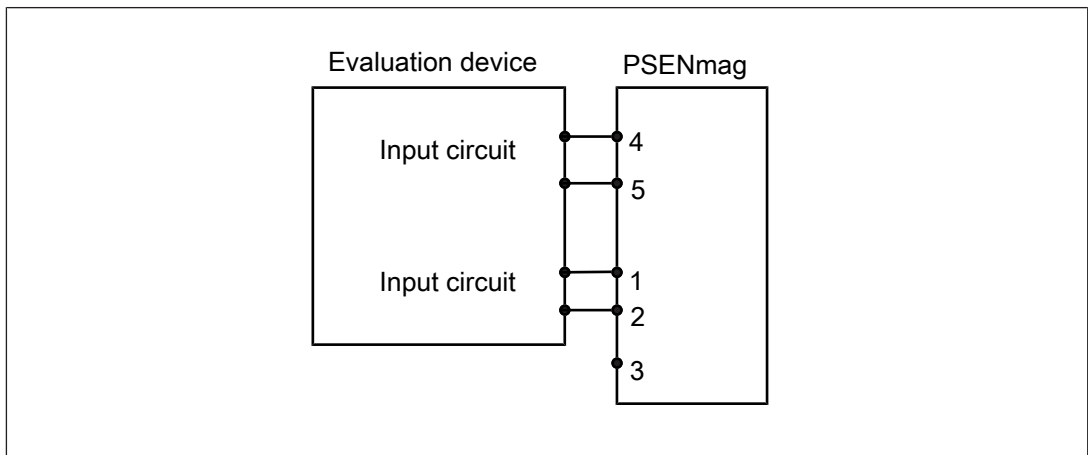 Evaluation device
PSENmag
Input circuit
4
5
Input circuit
1
2
3